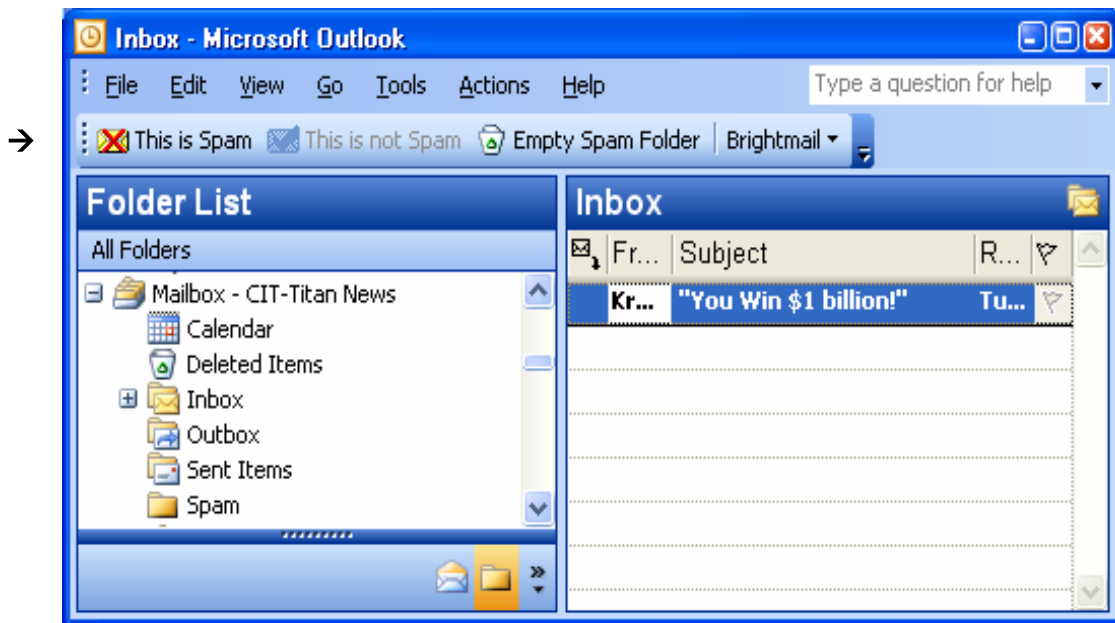 Inbox - Microsoft Outlook
File Edit View Go Tools Actions Help Type a question for help
→ This is Spam This is not Spam Empty Spam Folder Brightmail
Folder List
All Folders
Mailbox - CIT-Titan News
Calendar
Deleted Items
Inbox
Outbox
Sent Items
Spam
»
Inbox
Fr... Subject R...
Kr... "You Win $1 billion!" Tu...